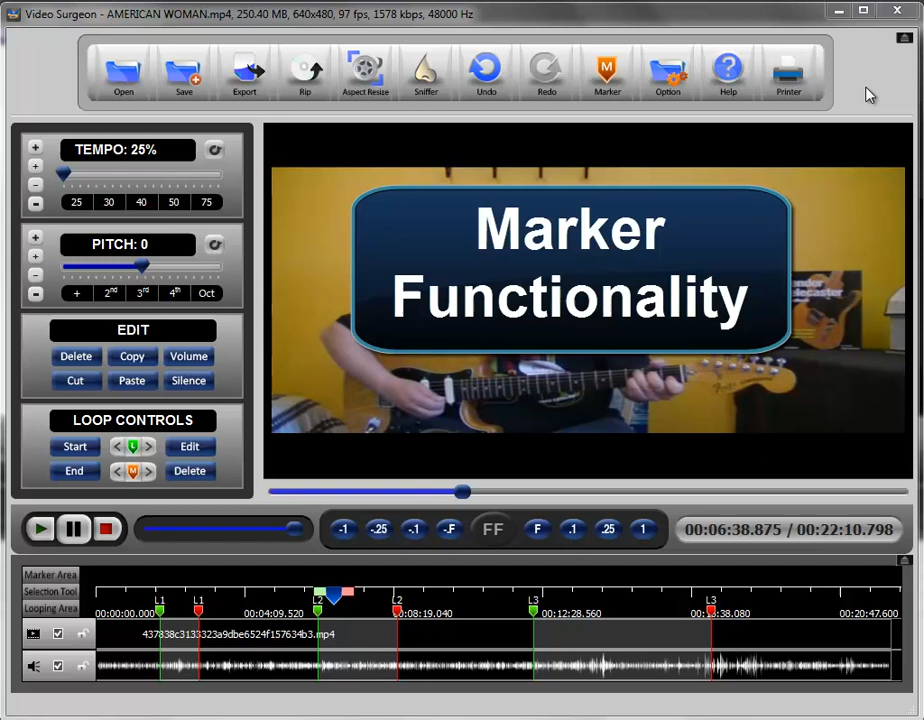 Video Surgeon - AMERICAN WOMAN.mp4, 250.40 MB, 640x480, 97 fps, 1578 kbps, 48000 Hz
Open Save Export Rip Aspect Resize Sniffer Undo Redo Marker Option Help Printer
M
?
TEMPO: 25%
25 30 40 50 75
PITCH: 0
+ 2nd 3rd 4th Oct
EDIT
Delete Copy Volume
Cut Paste Silence
LOOP CONTROLS
Start < L > Edit
End < M > Delete
Marker
Functionality
-1 -.25 -.1 -.F FF F .1 .25 1
00:06:38.875 / 00:22:10.798
Marker Area
Selection Tool
Looping Area
L1 L1 L2 L2 L3 L3
00:00:00.000 00:04:09.520 00:08:19.040 00:12:28.560 00:20:47.600
437838c3133323a9dbe6524f157634b3.mp4